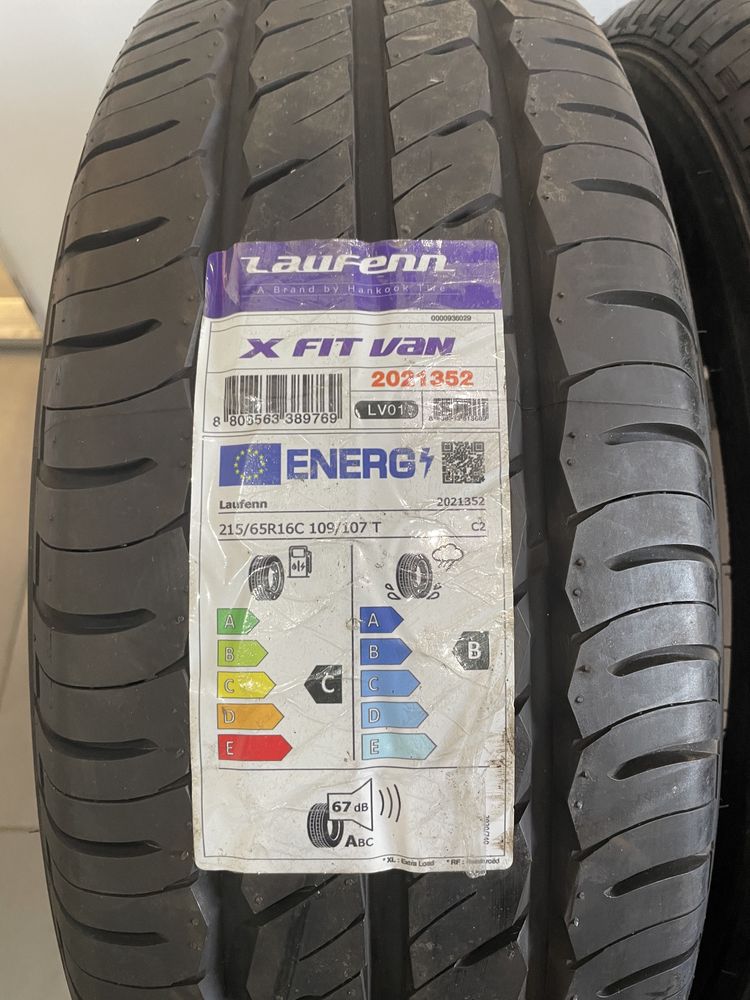 Laufenn
A Brand by Hankook Tire
0000936029
X FIT VAN
2021352
8 808563 389769
LV01
ENERG
Laufenn 2021352
215/65R16C 109/107 T C2
A A
B B B
C C C
D D
E E
67 dB
ABC
* XL : Extra Load * RF : Reinforced